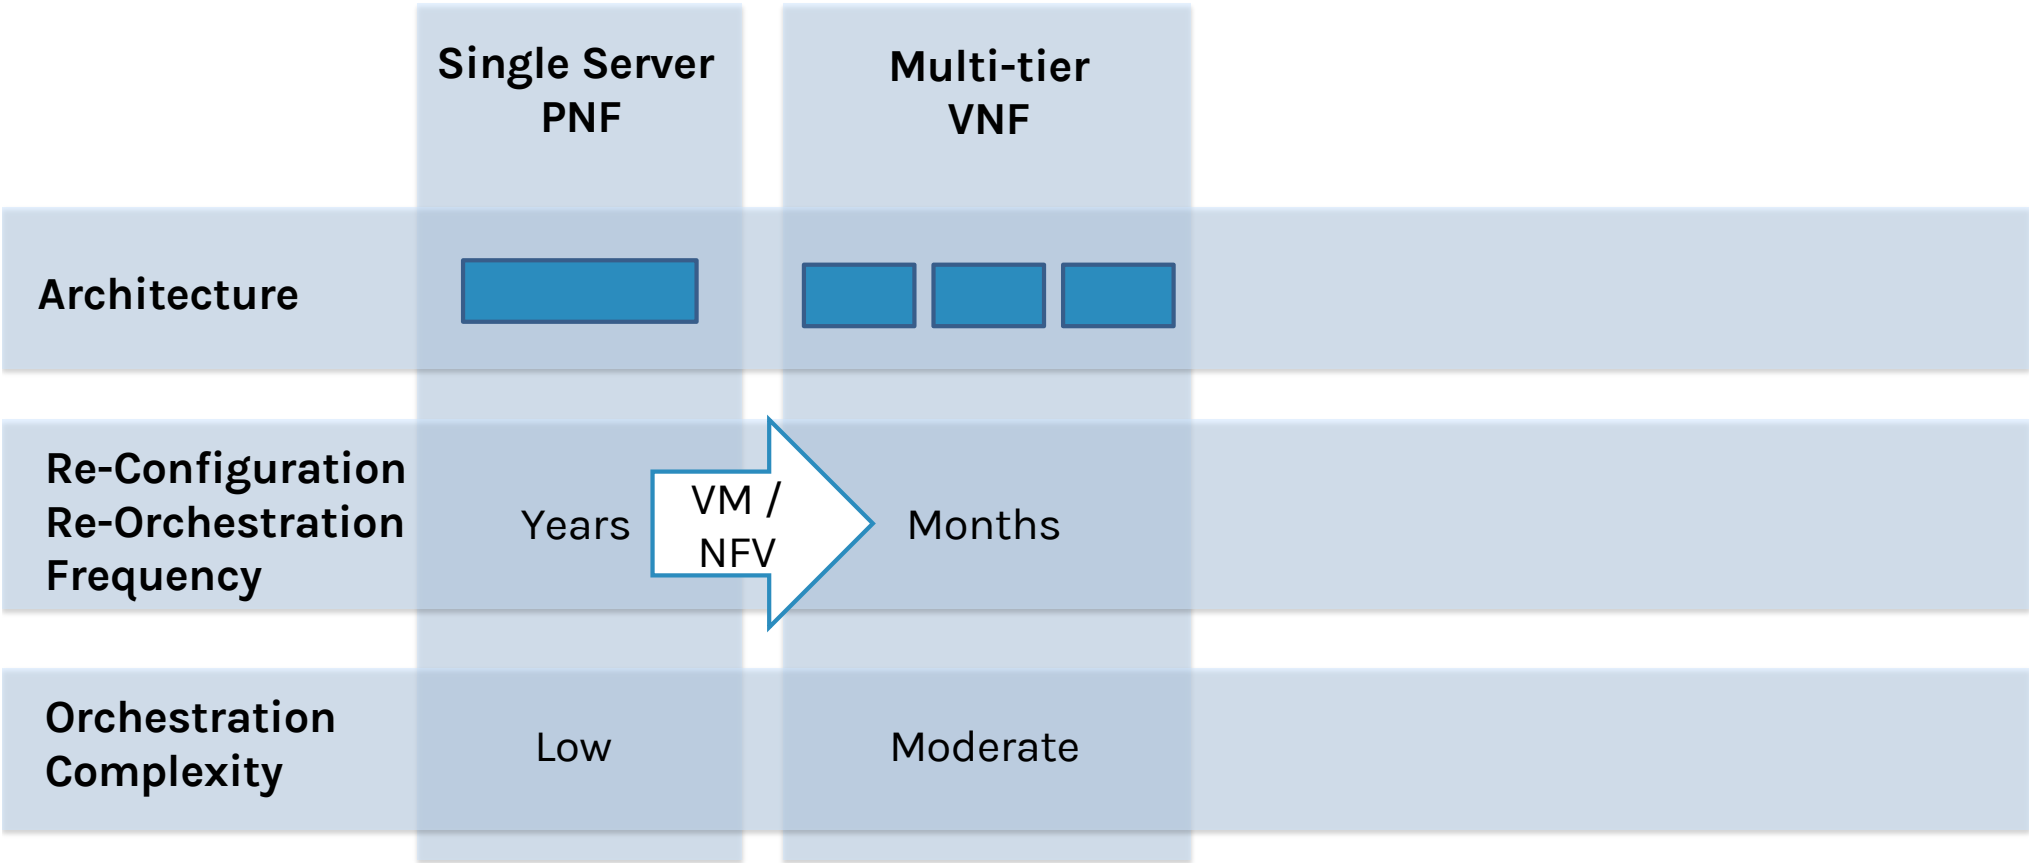 Single Server
PNF
Multi-tier
VNF
Architecture
Re-Configuration
Re-Orchestration
Frequency
Years
VM /
NFV
Months
Orchestration
Complexity
Low
Moderate